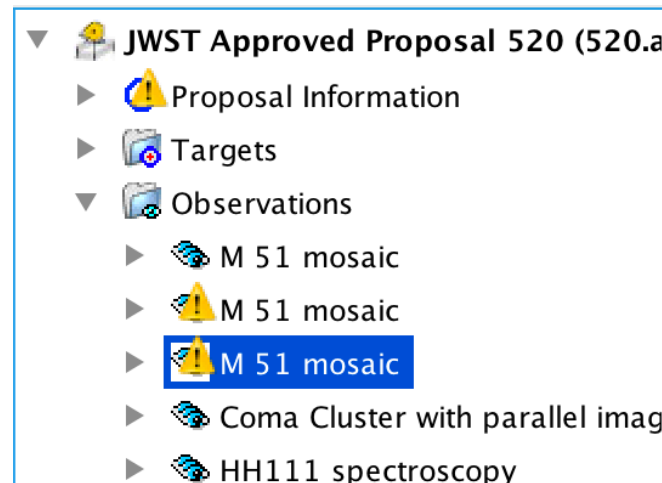 JWST Approved Proposal 520 (520.a
Proposal Information
Targets
Observations
M 51 mosaic
M 51 mosaic
M 51 mosaic
Coma Cluster with parallel imag
HH111 spectroscopy